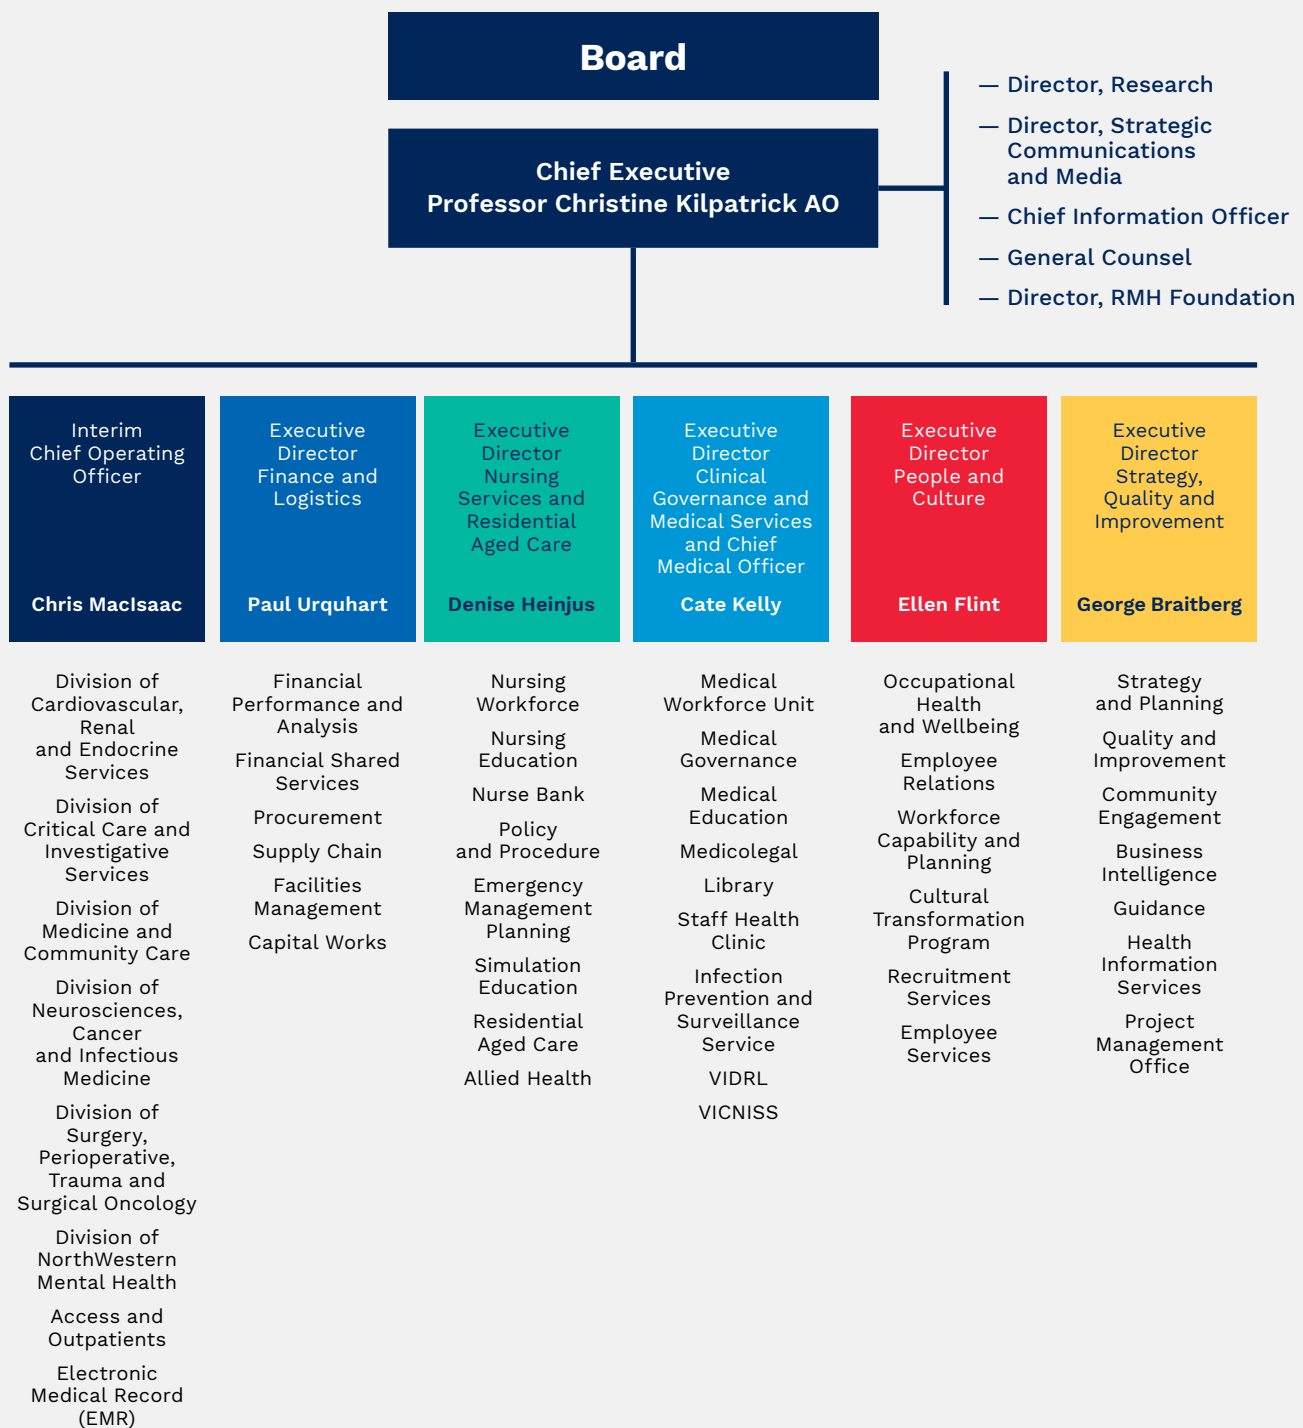 Board
Chief Executive
Professor Christine Kilpatrick AO
— Director, Research
— Director, Strategic
Communications
and Media
— Chief Information Officer
— General Counsel
— Director, RMH Foundation
Interim
Chief Operating
Officer
Chris MacIsaac
Division of
Cardiovascular,
Renal
and Endocrine
Services
Division of
Critical Care and
Investigative
Services
Division of
Medicine and
Community Care
Division of
Neurosciences,
Cancer
and Infectious
Medicine
Division of
Surgery,
Perioperative,
Trauma and
Surgical Oncology
Division of
NorthWestern
Mental Health
Access and
Outpatients
Electronic
Medical Record
(EMR)
Executive
Director
Finance and
Logistics
Paul Urquhart
Financial
Performance and
Analysis
Financial Shared
Services
Procurement
Supply Chain
Facilities
Management
Capital Works
Executive
Director
Nursing
Services and
Residential
Aged Care
Denise Heinjus
Nursing
Workforce
Nursing
Education
Nurse Bank
Policy
and Procedure
Emergency
Management
Planning
Simulation
Education
Residential
Aged Care
Allied Health
Executive
Director
Clinical
Governance and
Medical Services
and Chief
Medical Officer
Cate Kelly
Medical
Workforce Unit
Medical
Governance
Medical
Education
Medicolegal
Library
Staff Health
Clinic
Infection
Prevention and
Surveillance
Service
VIDRL
VICNISS
Executive
Director
People and
Culture
Ellen Flint
Occupational
Health
and Wellbeing
Employee
Relations
Workforce
Capability and
Planning
Cultural
Transformation
Program
Recruitment
Services
Employee
Services
Executive
Director
Strategy,
Quality and
Improvement
George Braitberg
Strategy
and Planning
Quality and
Improvement
Community
Engagement
Business
Intelligence
Guidance
Health
Information
Services
Project
Management
Office